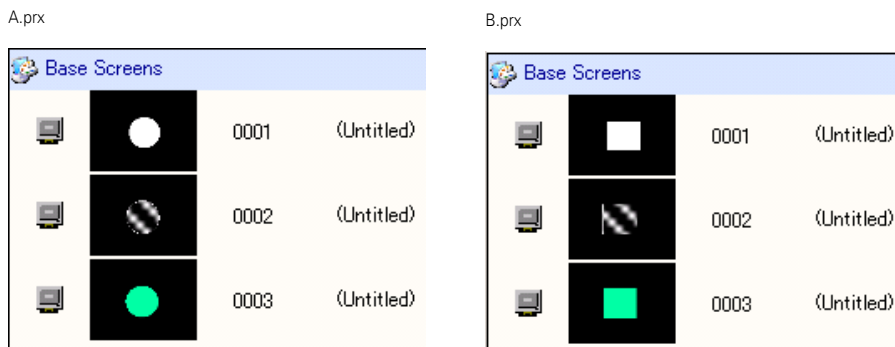 A.prx
Base Screens
0001 (Untitled)
0002 (Untitled)
0003 (Untitled)
B.prx
Base Screens
0001 (Untitled)
0002 (Untitled)
0003 (Untitled)